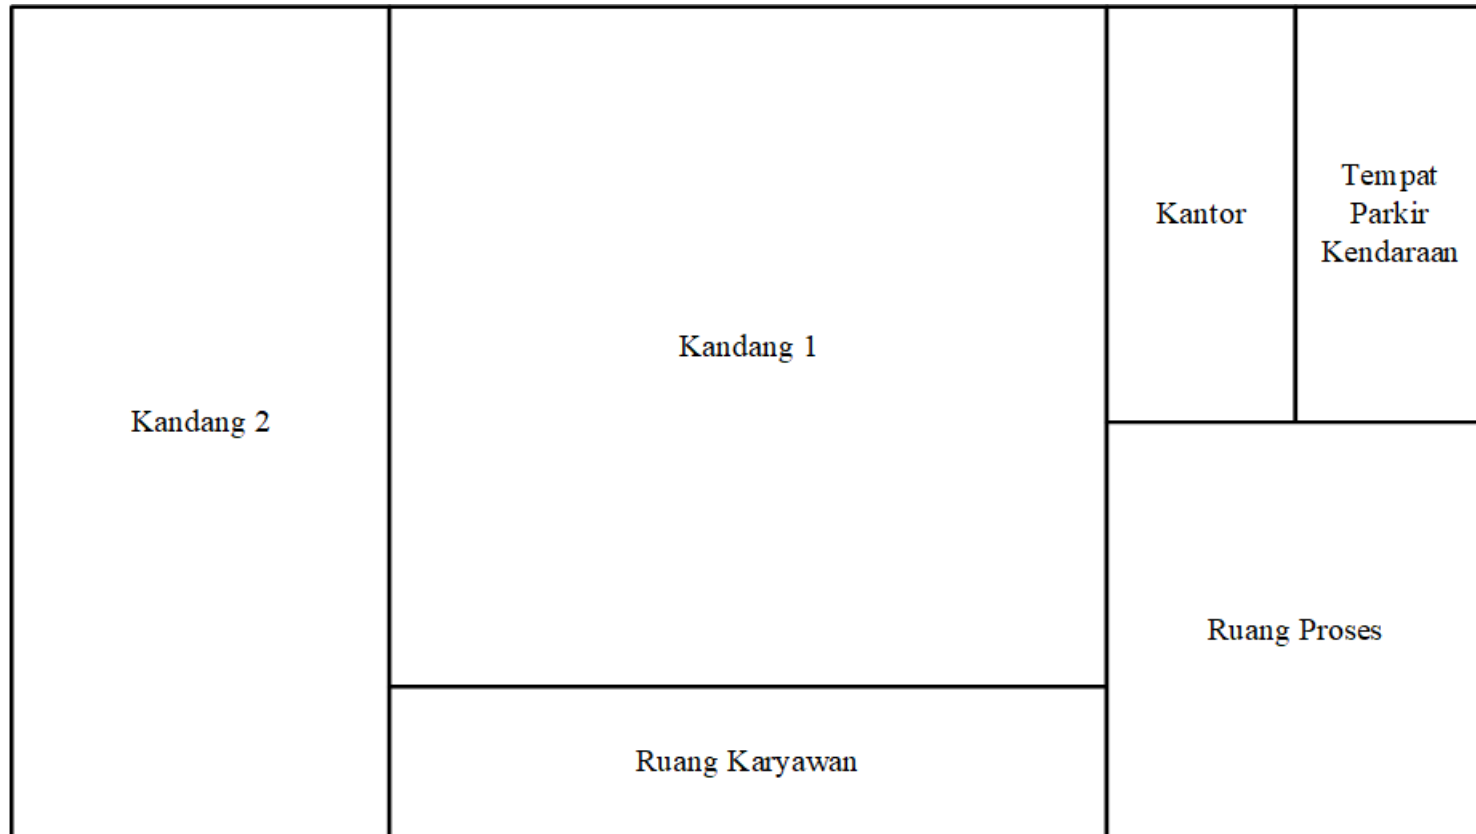 Kandang 2
Kandang 1
Kantor
Tempat
Parkir
Kendaraan
Ruang Proses
Ruang Karyawan